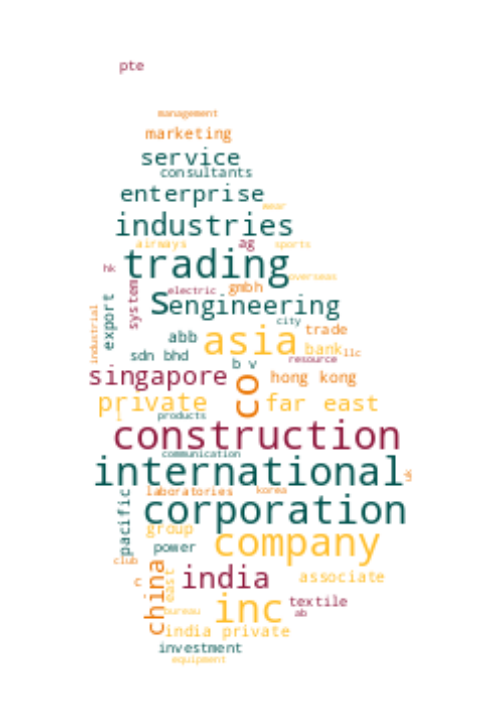 pte
management
marketing
service
consultants
enterprise
wear
industries
airways
ag
sports
trading
hk
overseas
electric
gmbh
system
s
engineering
export
industrial
city
trade
abb
asia
bank
llc
sdn bhd
resource
b v
singapore
co
hong kong
private
far east
products
construction
communication
international
uk
laboratories
korea
pacific
corporation
group
company
power
club
china
east
c
india
associate
inc
textile
bureau
ab
india private
investment
equipment